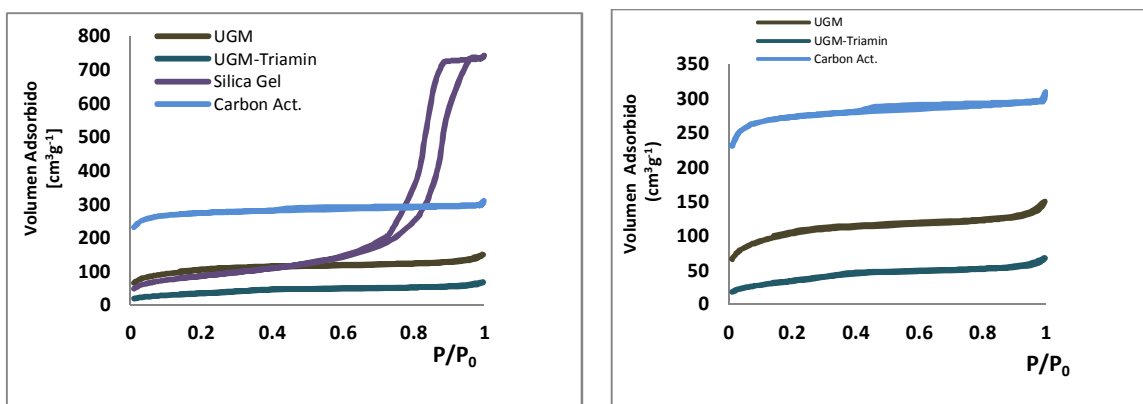 UGM
UGM-Triamin
Silica Gel
Carbon Act.
Volumen Adsorbido
[cm³g⁻¹]
800
700
600
500
400
300
200
100
0
0 0.2 0.4 0.6 0.8 1
P/P₀
UGM
UGM-Triamin
Carbon Act.
Volumen Adsorbido
(cm³g⁻¹)
350
300
250
200
150
100
50
0
0 0.2 0.4 0.6 0.8 1
P/P₀